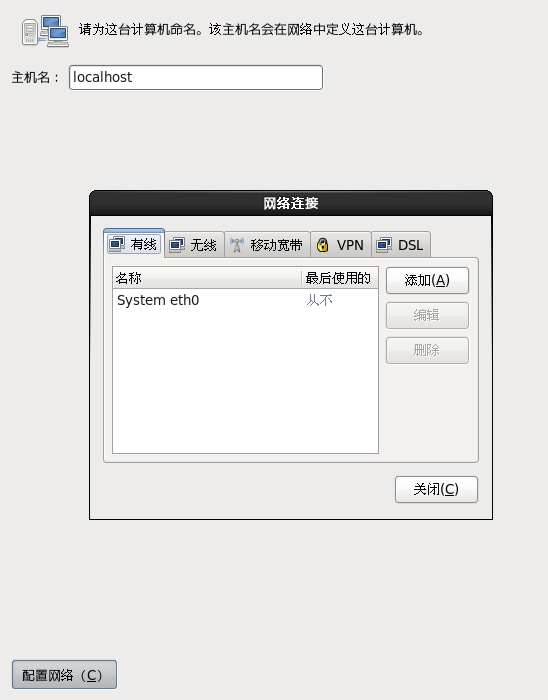 请为这台计算机命名。该主机名会在网络中定义这台计算机。
主机名： localhost
网络连接
有线 无线 移动宽带 VPN DSL
名称 最后使用的
System eth0 从不
添加(A)
编辑
删除
关闭(C)
配置网络（C）